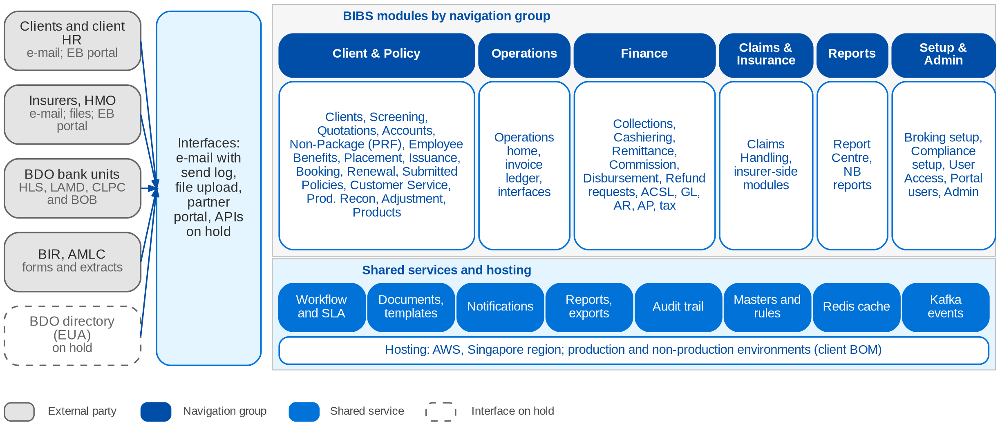 Clients and client
HR
e-mail; EB portal
Insurers, HMO
e-mail; files; EB
portal
BDO bank units
HLS, LAMD, CLPC
and BOB
BIR, AMLC
forms and extracts
BDO directory
(EUA)
on hold
Interfaces:
e-mail with
send log,
file upload,
partner
portal, APIs
on hold
BIBS modules by navigation group
Client & Policy
Clients, Screening,
Quotations, Accounts,
Non-Package (PRF), Employee
Benefits, Placement, Issuance,
Booking, Renewal, Submitted
Policies, Customer Service,
Prod. Recon, Adjustment,
Products
Operations
Operations
home,
invoice
ledger,
interfaces
Finance
Collections,
Cashiering,
Remittance,
Commission,
Disbursement, Refund
requests, ACSL, GL,
AR, AP, tax
Claims &
Insurance
Claims
Handling,
insurer-side
modules
Reports
Report
Centre,
NB
reports
Setup &
Admin
Broking setup,
Compliance
setup, User
Access, Portal
users, Admin
Shared services and hosting
Workflow
and SLA
Documents,
templates
Notifications
Reports,
exports
Audit trail
Masters and
rules
Redis cache
Kafka
events
Hosting: AWS, Singapore region; production and non-production environments (client BOM)
External party
Navigation group
Shared service
Interface on hold